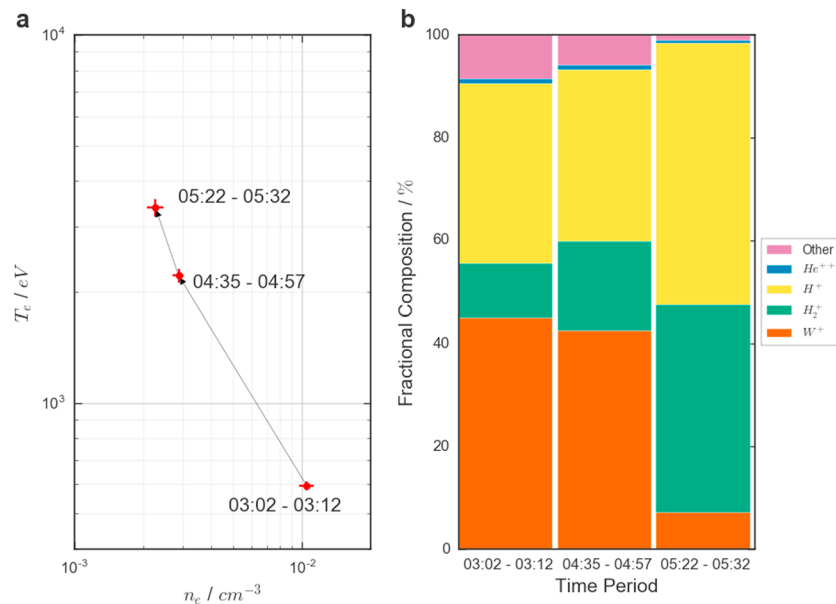 a
10^4
T_e / eV
10^3
05:22 - 05:32
04:35 - 04:57
03:02 - 03:12
10^-3
10^-2
n_e / cm^-3
b
100
80
60
40
20
0
Fractional Composition / %
03:02 - 03:12 04:35 - 04:57 05:22 - 05:32
Time Period
Other
He^++
H^+
H_2^+
W^+